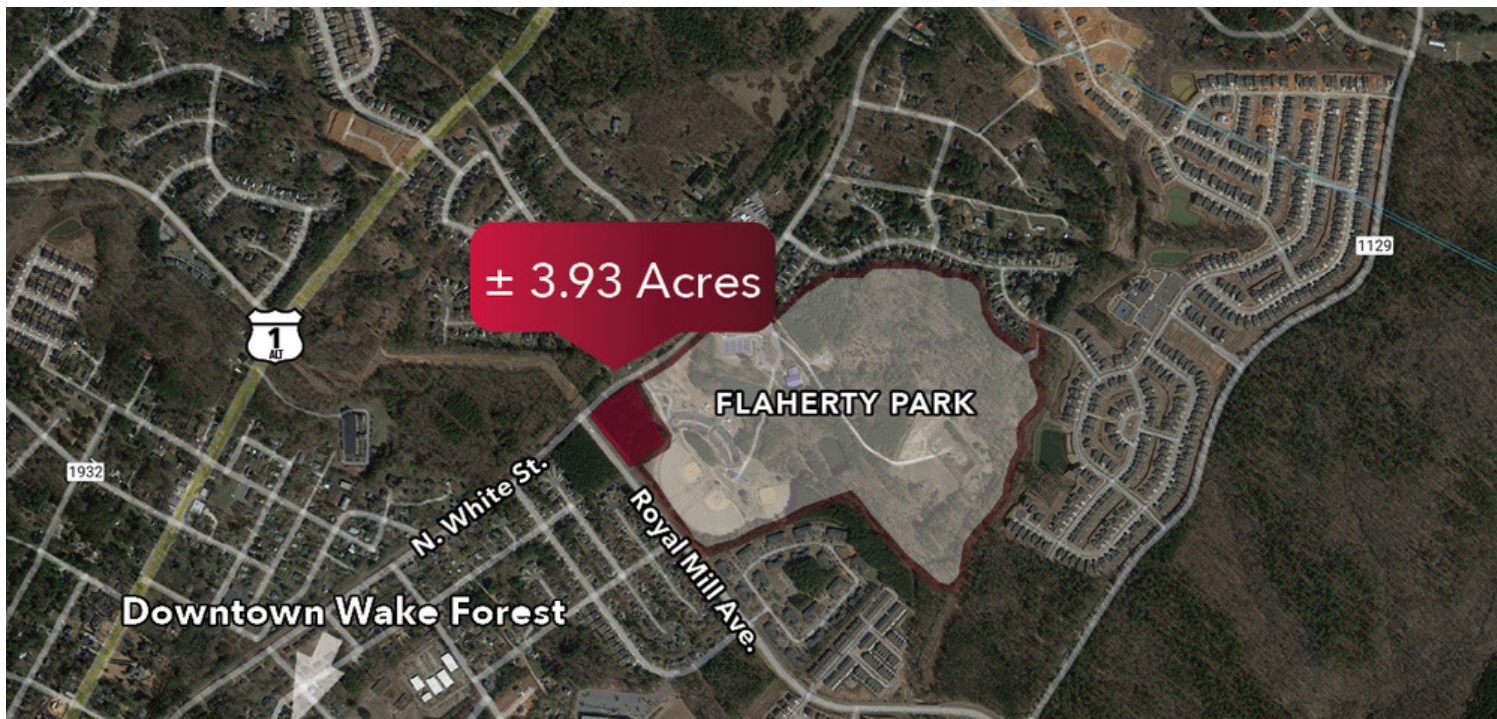 ± 3.93 Acres
1129
1
ALT
FLAHERTY PARK
1932
N. White St.
Royal Mill Ave.
Downtown Wake Forest